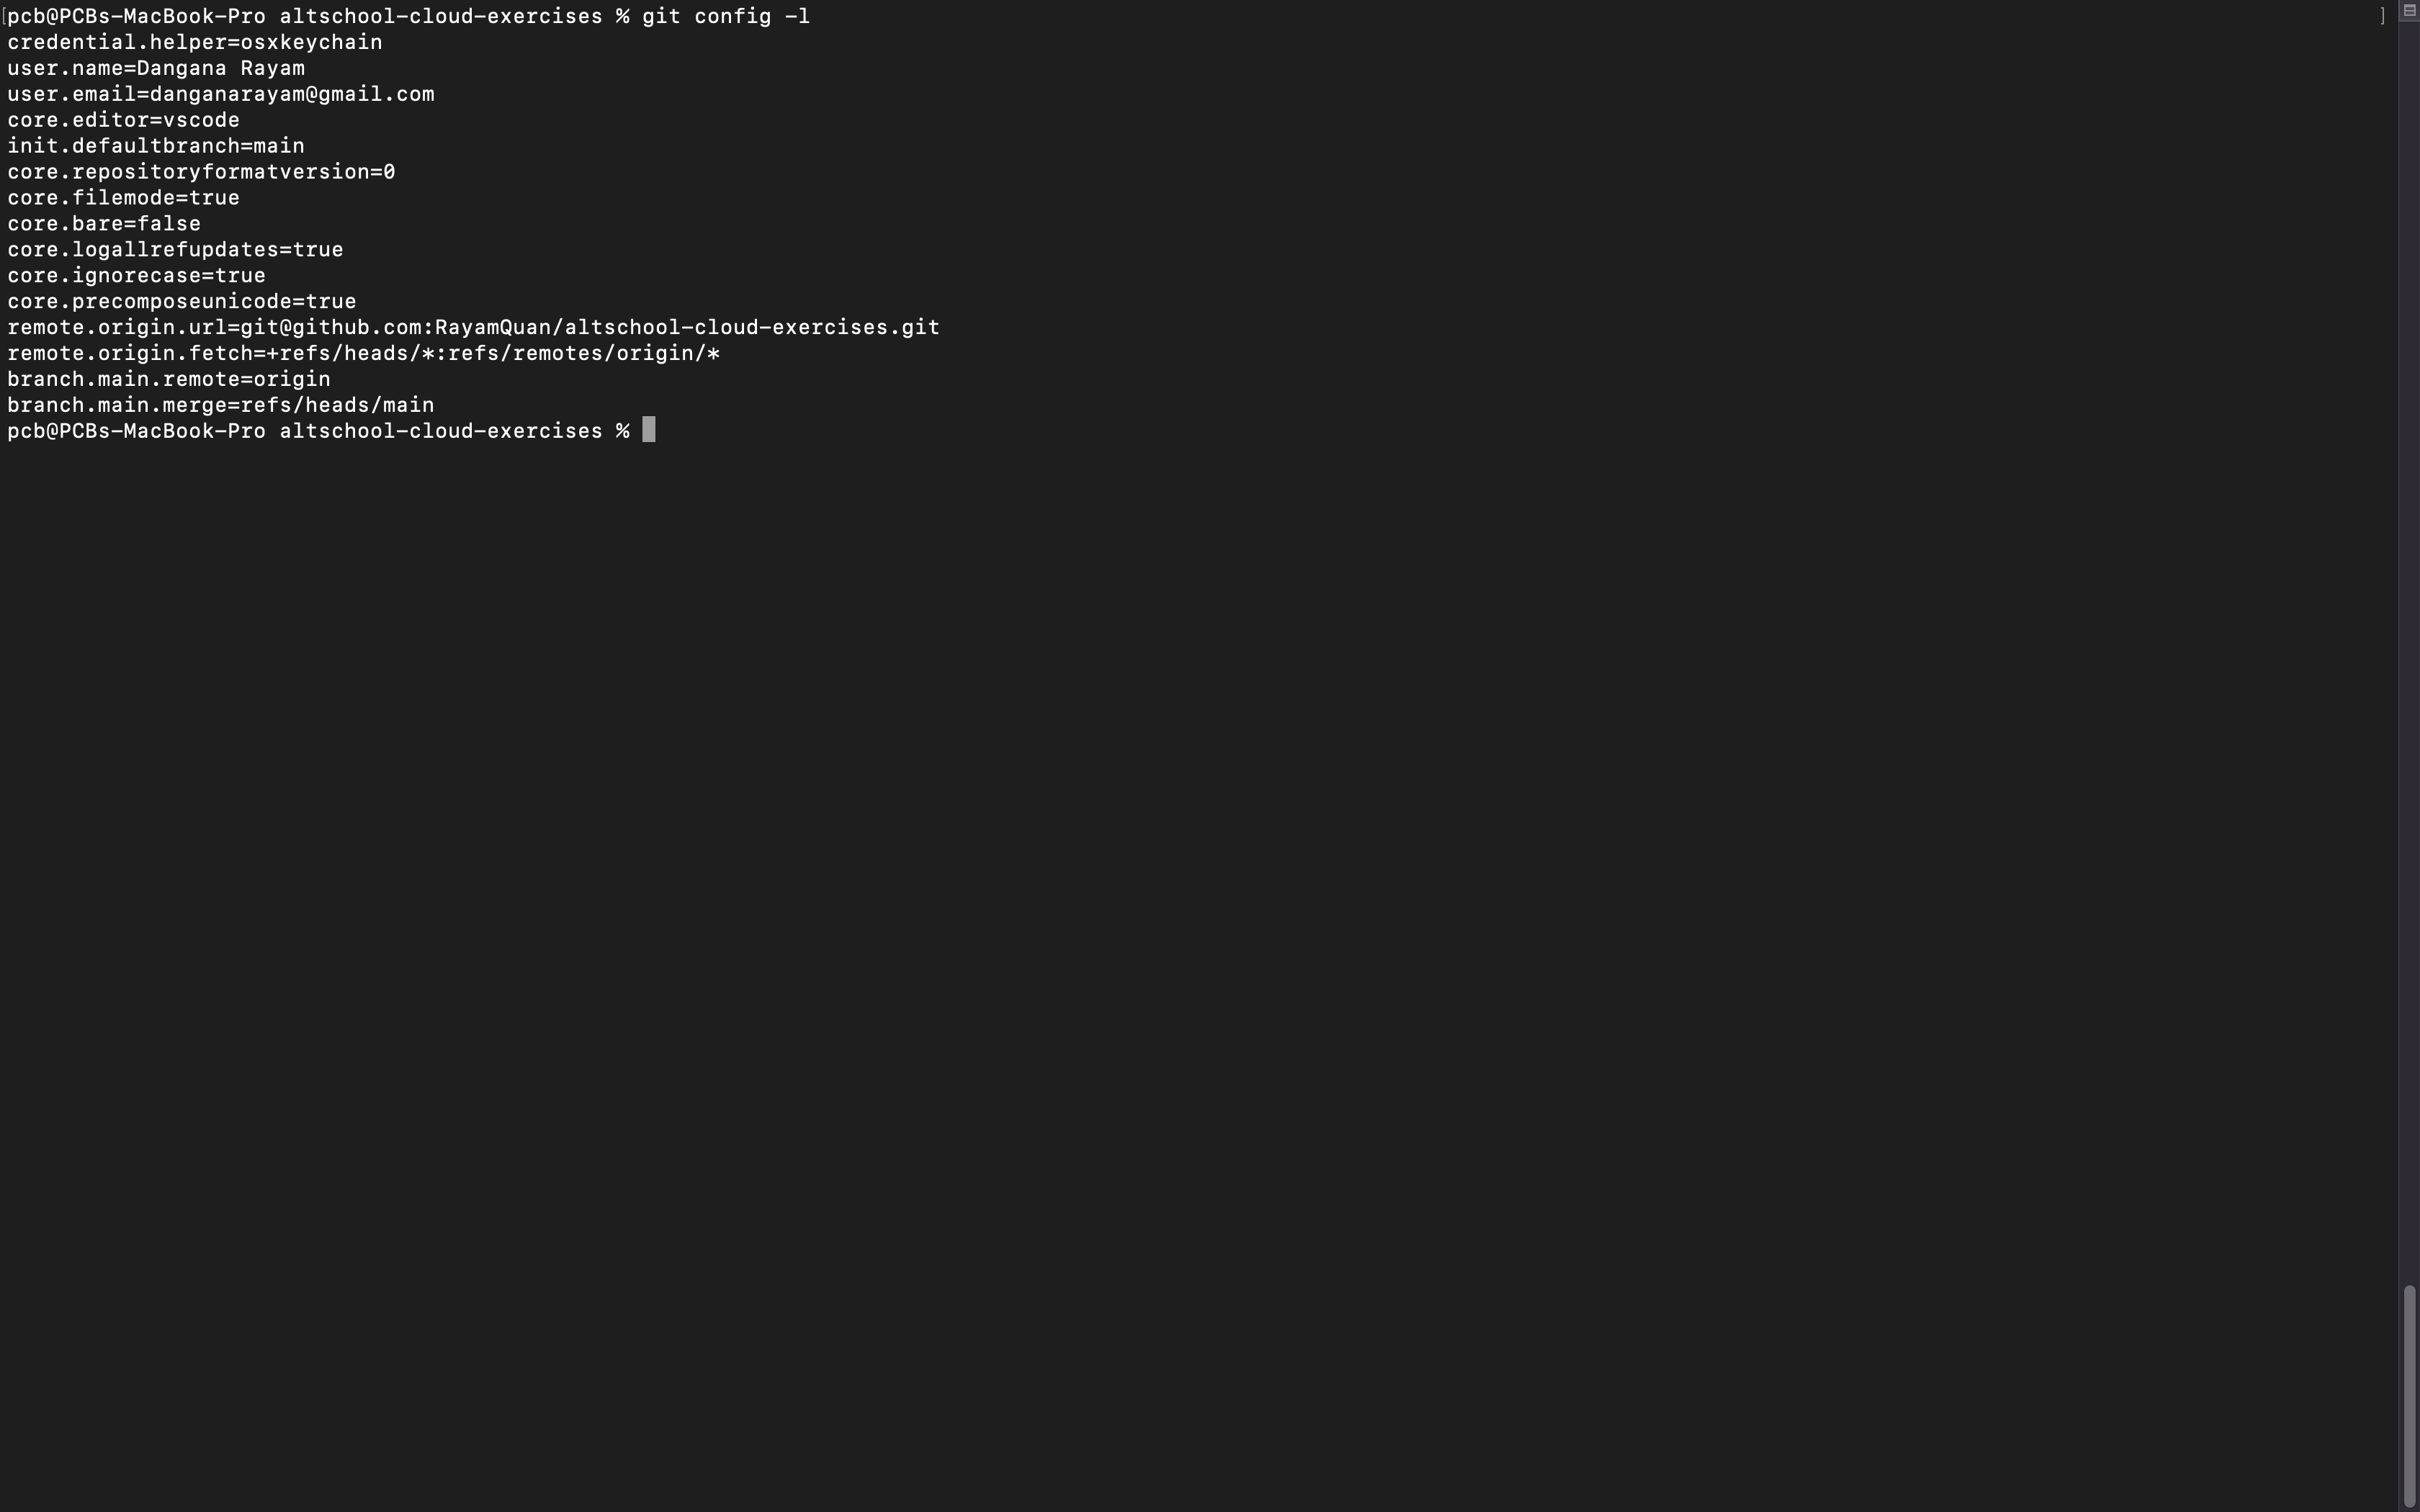 [pcb@PCBs-MacBook-Pro altschool-cloud-exercises % git config -l ]
credential.helper=osxkeychain
user.name=Dangana Rayam
user.email=danganarayam@gmail.com
core.editor=vscode
init.defaultbranch=main
core.repositoryformatversion=0
core.filemode=true
core.bare=false
core.logallrefupdates=true
core.ignorecase=true
core.precomposeunicode=true
remote.origin.url=git@github.com:RayamQuan/altschool-cloud-exercises.git
remote.origin.fetch=+refs/heads/*:refs/remotes/origin/*
branch.main.remote=origin
branch.main.merge=refs/heads/main
pcb@PCBs-MacBook-Pro altschool-cloud-exercises %